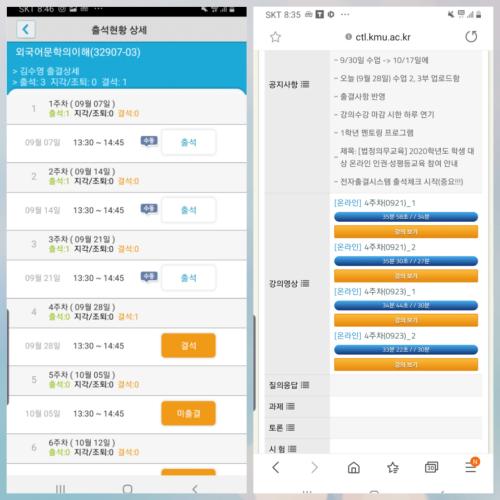 SKT 8:46
출석현황 상세
외국어문학의이해(32907-03)
> 김수영 출결상세
> 출석: 3 지각/조퇴: 0 결석: 1
1
1주차 ( 09월 07일 )
출석:1 지각/조퇴:0 결석:0
09월 07일 13:30 ~ 14:45 수동 출석
2
2주차 ( 09월 14일 )
출석:1 지각/조퇴:0 결석:0
09월 14일 13:30 ~ 14:45 수동 출석
3
3주차 ( 09월 21일 )
출석:1 지각/조퇴:0 결석:0
09월 21일 13:30 ~ 14:45 수동 출석
4
4주차 ( 09월 28일 )
출석:0 지각/조퇴:0 결석:1
09월 28일 13:30 ~ 14:45 결석
5
5주차 ( 10월 05일 )
출석:0 지각/조퇴:0 결석:0
10월 05일 13:30 ~ 14:45 미출결
6
6주차 ( 10월 12일 )
출석:0 지각/조퇴:0 결석:0
SKT 8:35
ctl.kmu.ac.kr
공지사항
- 9/30일 수업 -> 10/17일에
- 오늘 (9월 28일) 수업 2, 3부 업로드함
- 출결사항 반영
- 강의수강 마감 시한 하루 연기
- 1학년 멘토링 프로그램
- 제목: [법정의무교육] 2020학년도 학생 대
상 온라인 인권·성평등교육 참여 안내
- 전자출결시스템 출석체크 시작(중요!!!)
강의영상
[온라인] 4주차(0921)_1
35분 58초 / / 34분
강의 보기
[온라인] 4주차(0921)_2
35분 30초 / / 27분
강의 보기
[온라인] 4주차(0923)_1
34분 44초 / / 30분
강의 보기
[온라인] 4주차(0923)_2
33분 22초 / / 30분
강의 보기
질의응답
과제
토론
시험
30
N